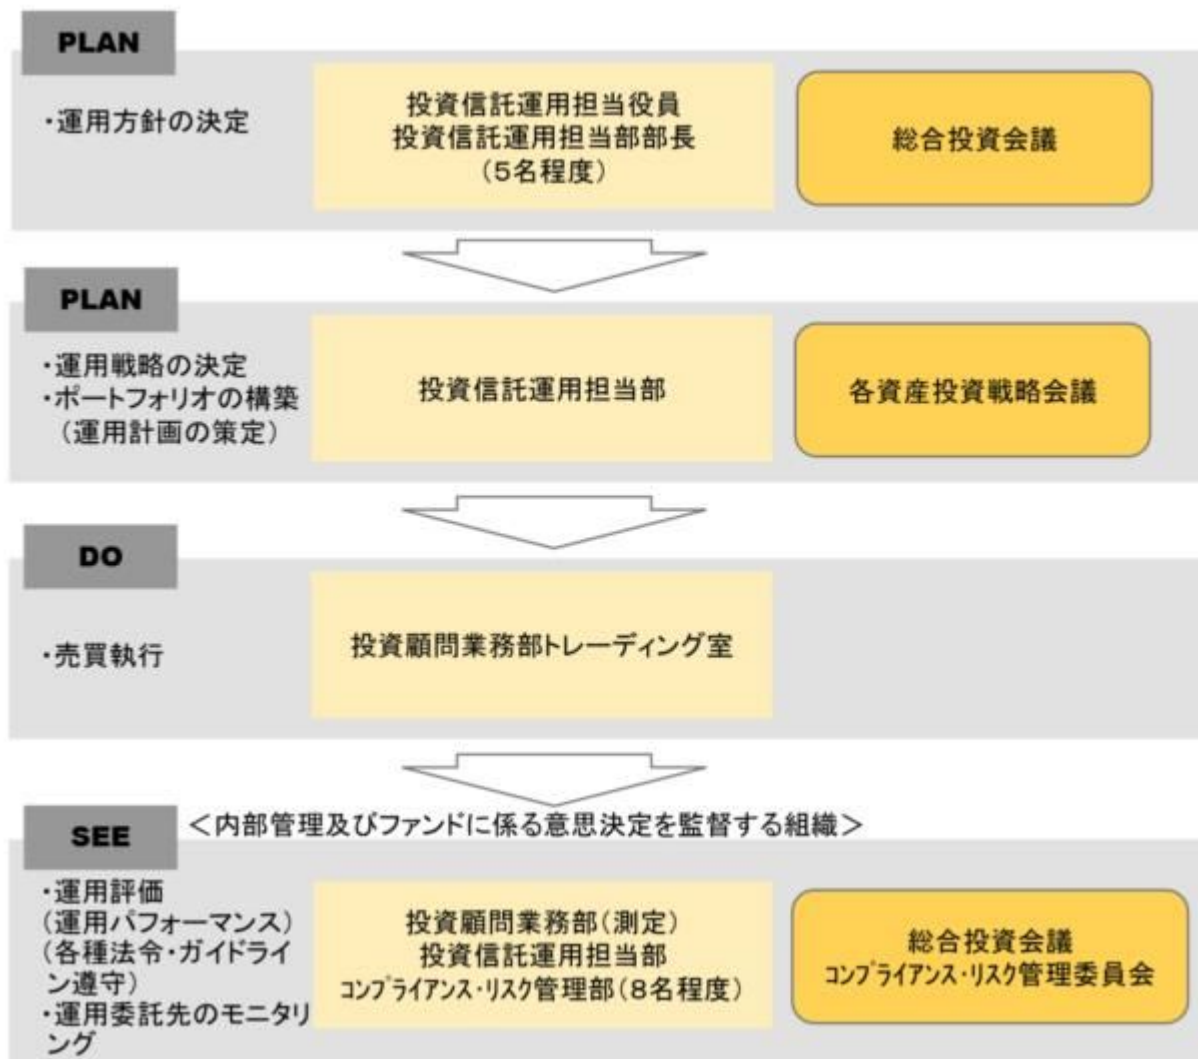 PLAN
・運用方針の決定
投資信託運用担当役員
投資信託運用担当部部長
(5名程度)
総合投資会議
PLAN
・運用戦略の決定
・ポートフォリオの構築
(運用計画の策定)
投資信託運用担当部
各資産投資戦略会議
DO
・売買執行
投資顧問業務部トレーディング室
SEE
<内部管理及びファンドに係る意思決定を監督する組織>
・運用評価
(運用パフォーマンス)
(各種法令・ガイドライ
ン遵守)
・運用委託先のモニタリ
ング
投資顧問業務部(測定)
投資信託運用担当部
コンプライアンス・リスク管理部(8名程度)
総合投資会議
コンプライアンス・リスク管理委員会